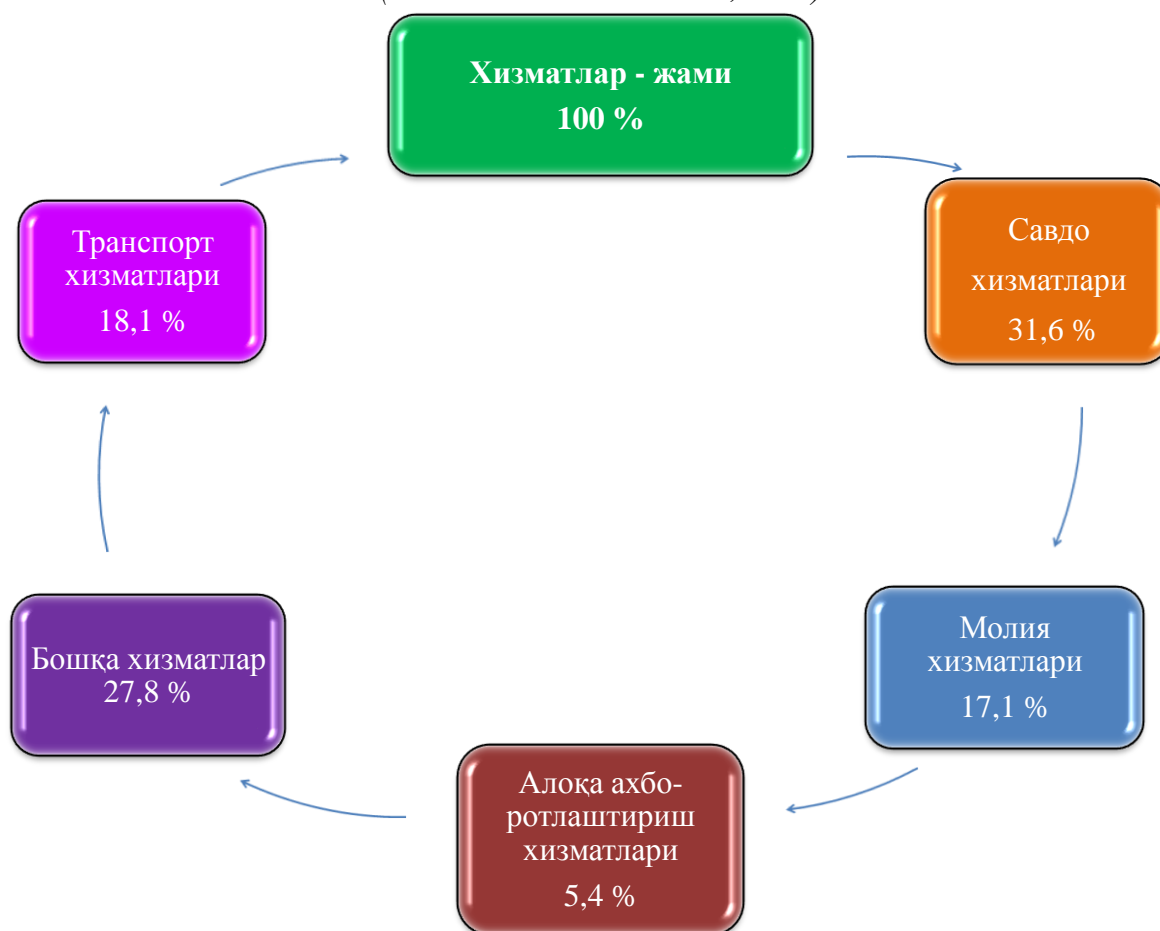 Хизматлар - жами
100 %
Савдо
хизматлари
31,6 %
Молия
хизматлари
17,1 %
Алоқа ахбо-
ротлаштириш
хизматлари
5,4 %
Бошқа хизматлар
27,8 %
Транспорт
хизматлари
18,1 %